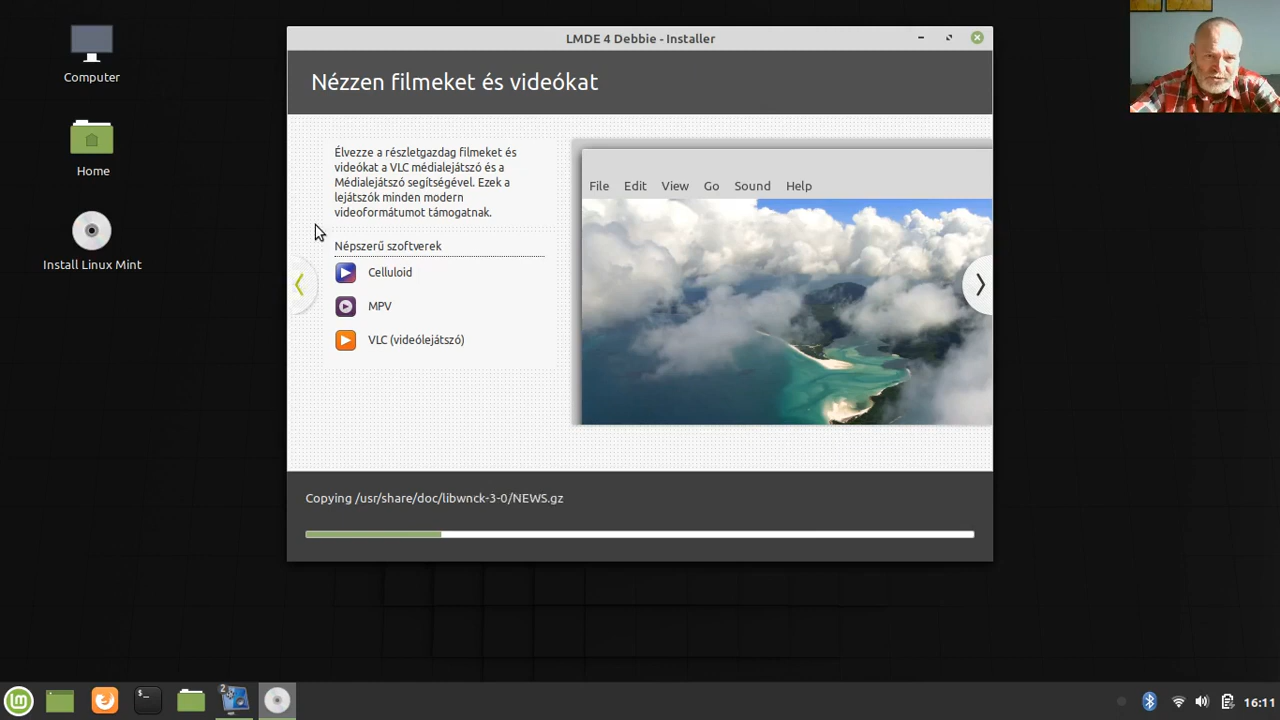 LMDE 4 Debbie - Installer
Computer
Home
Install Linux Mint
Nézzen filmeket és videókat
Élvezze a részletgazdag filmeket és
videókat a VLC médialejátszó és a
Médialejátszó segítségével. Ezek a
lejátszók minden modern
videoformátumot támogatnak.
Népszerű szoftverek
Celluloid
MPV
VLC (videólejátszó)
File Edit View Go Sound Help
Copying /usr/share/doc/libwnck-3-0/NEWS.gz
2
16:11